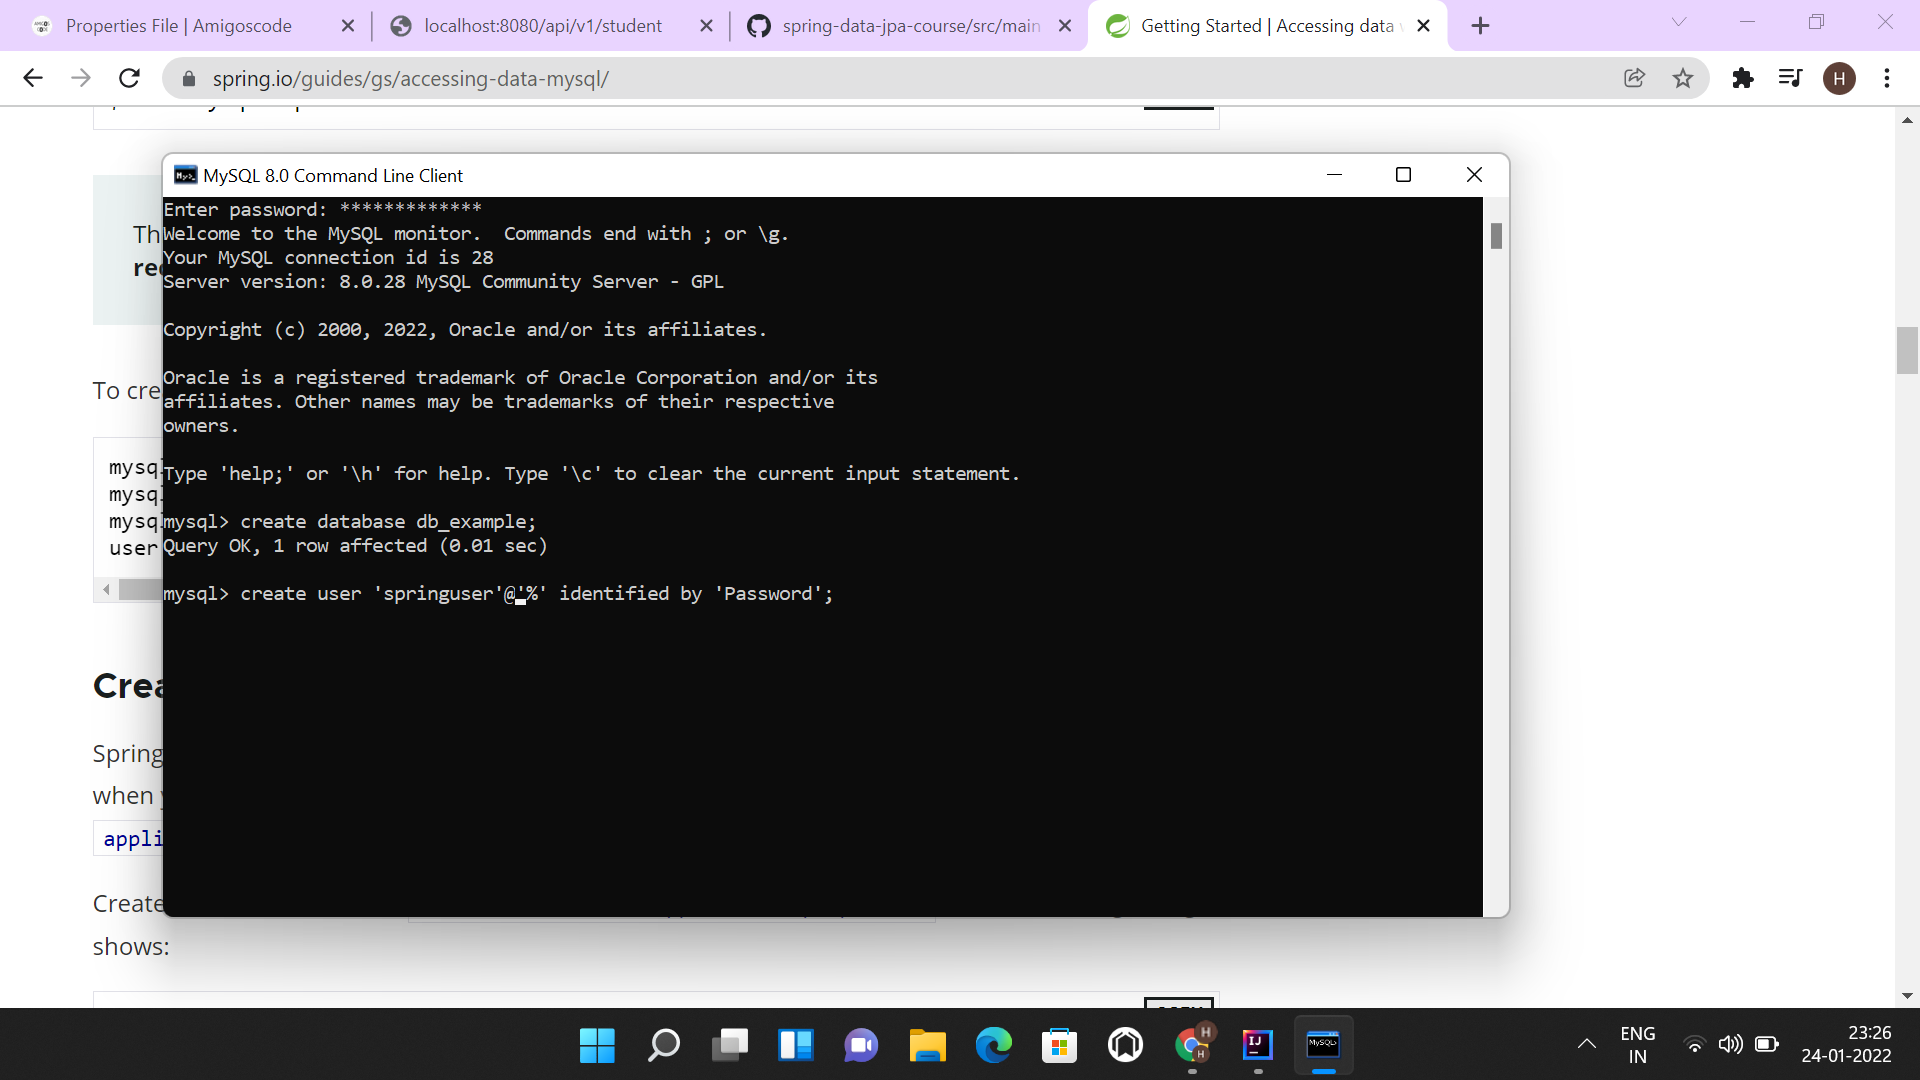 Properties File | Amigoscode
localhost:8080/api/v1/student
spring-data-jpa-course/src/main
Getting Started | Accessing data
spring.io/guides/gs/accessing-data-mysql/
H
MySQL 8.0 Command Line Client
Enter password: *************
Welcome to the MySQL monitor.  Commands end with ; or \g.
Your MySQL connection id is 28
Server version: 8.0.28 MySQL Community Server - GPL
Copyright (c) 2000, 2022, Oracle and/or its affiliates.
Oracle is a registered trademark of Oracle Corporation and/or its
affiliates. Other names may be trademarks of their respective
owners.
Type 'help;' or '\h' for help. Type '\c' to clear the current input statement.
mysql> create database db_example;
Query OK, 1 row affected (0.01 sec)
mysql> create user 'springuser'@'%' identified by 'Password';
To cre
mysql
mysql
mysql
user
Crea
Spring
when
appli
Create
shows:
ENG
IN
23:26
24-01-2022